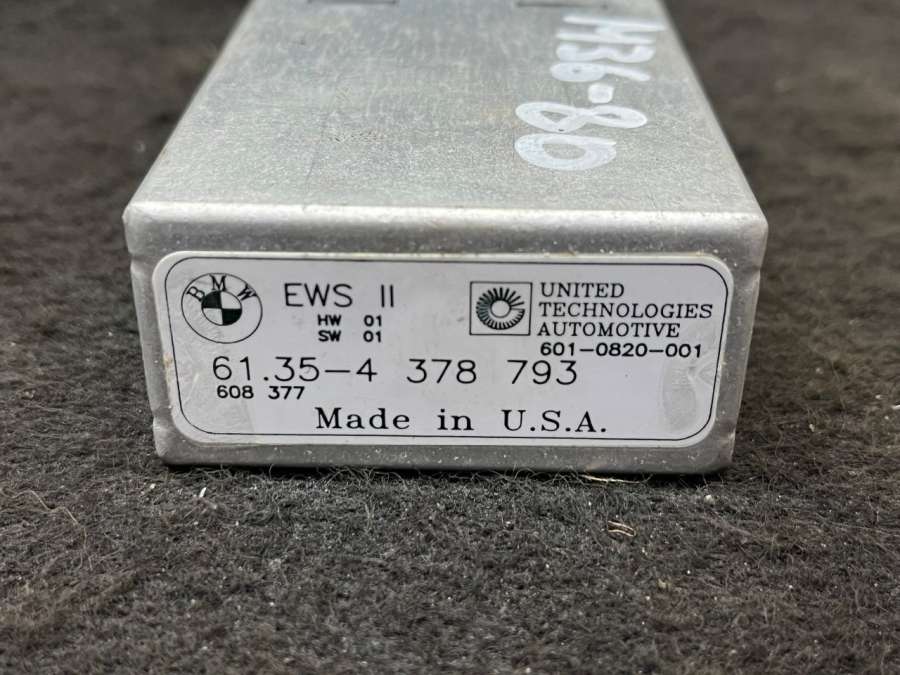 M36-80
BMW
EWS II
HW 01
SW 01
UNITED
TECHNOLOGIES
AUTOMOTIVE
601-0820-001
61.35-4 378 793
608 377
Made in U.S.A.